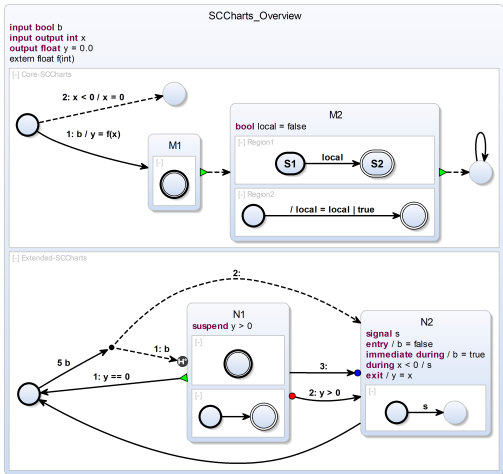 SCCharts_Overview
input bool b
input output int x
output float y = 0.0
extern float f(int)
[-] Core-SCCharts
2: x < 0 / x = 0
1: b / y = f(x)
M1
[-]
M2
bool local = false
[-] Region1
S1
local
S2
[-] Region2
/ local = local | true
[-] Extended-SCCharts
2:
5 b
1: b
H*
1: y == 0
N1
suspend y > 0
[-]
[-]
3:
2: y > 0
N2
signal s
entry / b = false
immediate during / b = true
during x < 0 / s
exit / y = x
[-]
s